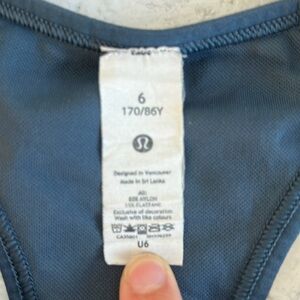 6
170/86Y
Designed in Vancouver
made in Sri Lanka
Exclusive of decoration
Wash with like colours
U6